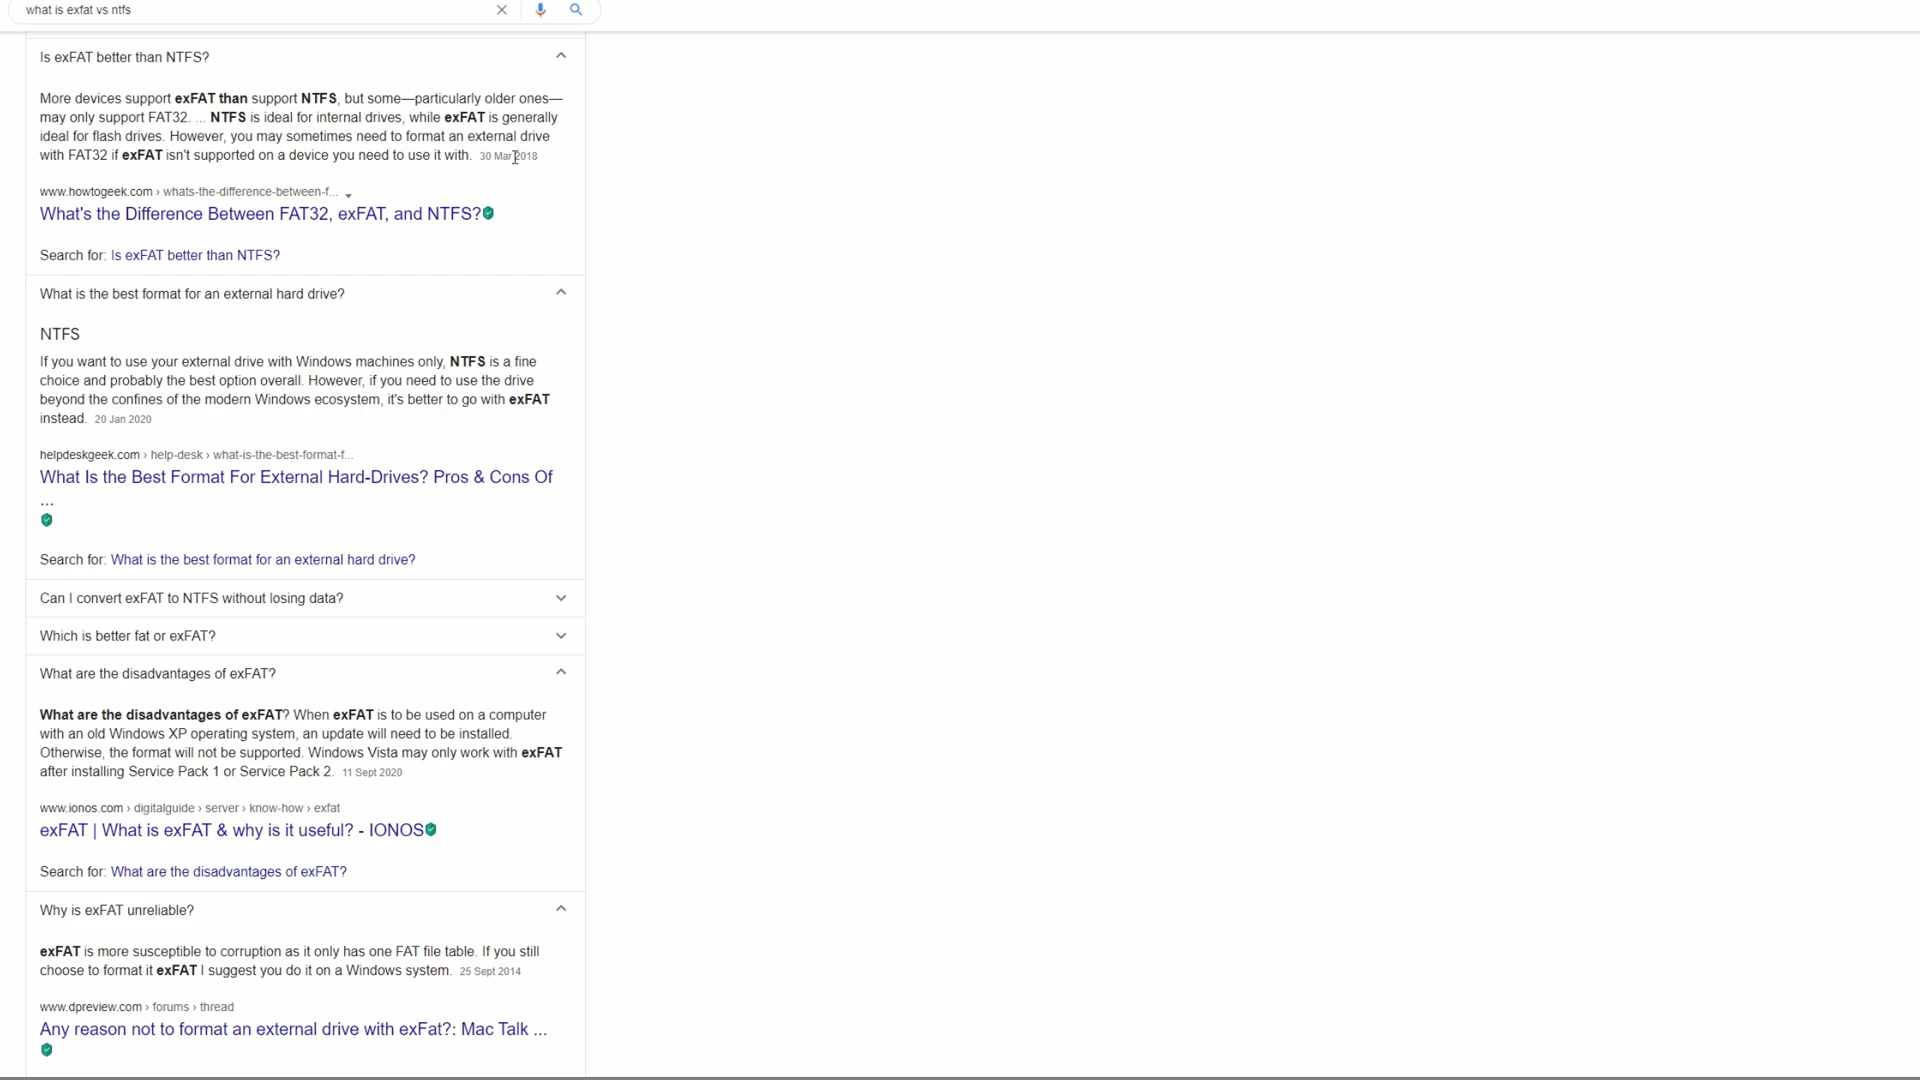 what is exfat vs ntfs
Is exFAT better than NTFS?
More devices support exFAT than support NTFS, but some—particularly older ones—
may only support FAT32. ... NTFS is ideal for internal drives, while exFAT is generally
ideal for flash drives. However, you may sometimes need to format an external drive
with FAT32 if exFAT isn't supported on a device you need to use it with. 30 Mar 2018
www.howtogeek.com › whats-the-difference-between-f...
What's the Difference Between FAT32, exFAT, and NTFS?
Search for: Is exFAT better than NTFS?
What is the best format for an external hard drive?
NTFS
If you want to use your external drive with Windows machines only, NTFS is a fine
choice and probably the best option overall. However, if you need to use the drive
beyond the confines of the modern Windows ecosystem, it's better to go with exFAT
instead. 20 Jan 2020
helpdeskgeek.com › help-desk › what-is-the-best-format-f...
What Is the Best Format For External Hard-Drives? Pros & Cons Of
...
Search for: What is the best format for an external hard drive?
Can I convert exFAT to NTFS without losing data?
Which is better fat or exFAT?
What are the disadvantages of exFAT?
What are the disadvantages of exFAT? When exFAT is to be used on a computer
with an old Windows XP operating system, an update will need to be installed.
Otherwise, the format will not be supported. Windows Vista may only work with exFAT
after installing Service Pack 1 or Service Pack 2. 11 Sept 2020
www.ionos.com › digitalguide › server › know-how › exfat
exFAT | What is exFAT & why is it useful? - IONOS
Search for: What are the disadvantages of exFAT?
Why is exFAT unreliable?
exFAT is more susceptible to corruption as it only has one FAT file table. If you still
choose to format it exFAT I suggest you do it on a Windows system. 25 Sept 2014
www.dpreview.com › forums › thread
Any reason not to format an external drive with exFat?: Mac Talk ...